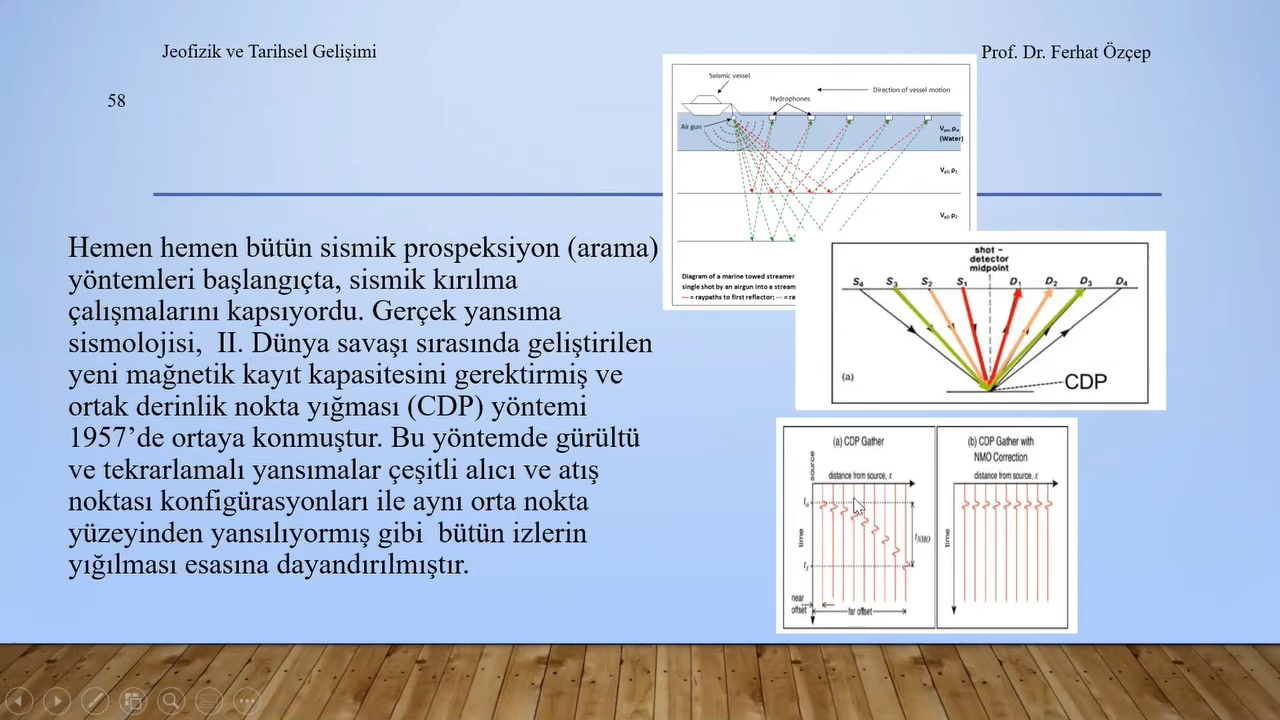 Jeofizik ve Tarihsel Gelişimi
Prof. Dr. Ferhat Özçep
58
Hemen hemen bütün sismik prospeksiyon (arama)
yöntemleri başlangıçta, sismik kırılma
çalışmalarını kapsıyordu. Gerçek yansıma
sismolojisi, II. Dünya savaşı sırasında geliştirilen
yeni mağnetik kayıt kapasitesini gerektirmiş ve
ortak derinlik nokta yığması (CDP) yöntemi
1957’de ortaya konmuştur. Bu yöntemde gürültü
ve tekrarlamalı yansımalar çeşitli alıcı ve atış
noktası konfigürasyonları ile aynı orta nokta
yüzeyinden yansılıyormış gibi bütün izlerin
yığılması esasına dayandırılmıştır.
Seismic vessel
Hydrophones
Direction of vessel motion
Air gun
(Water)
Diagram of a marine towed streamer
single shot by an airgun into a stream
= raypaths to first reflector; --- = ra
shot –
detector
midpoint
S4 S3 S2 S1 D1 D2 D3 D4
(a)
CDP
(a) CDP Gather
source
distance from source, x
time
tNMO
near
offset
far offset
(b) CDP Gather with
NMO Correction
distance from source, x
time